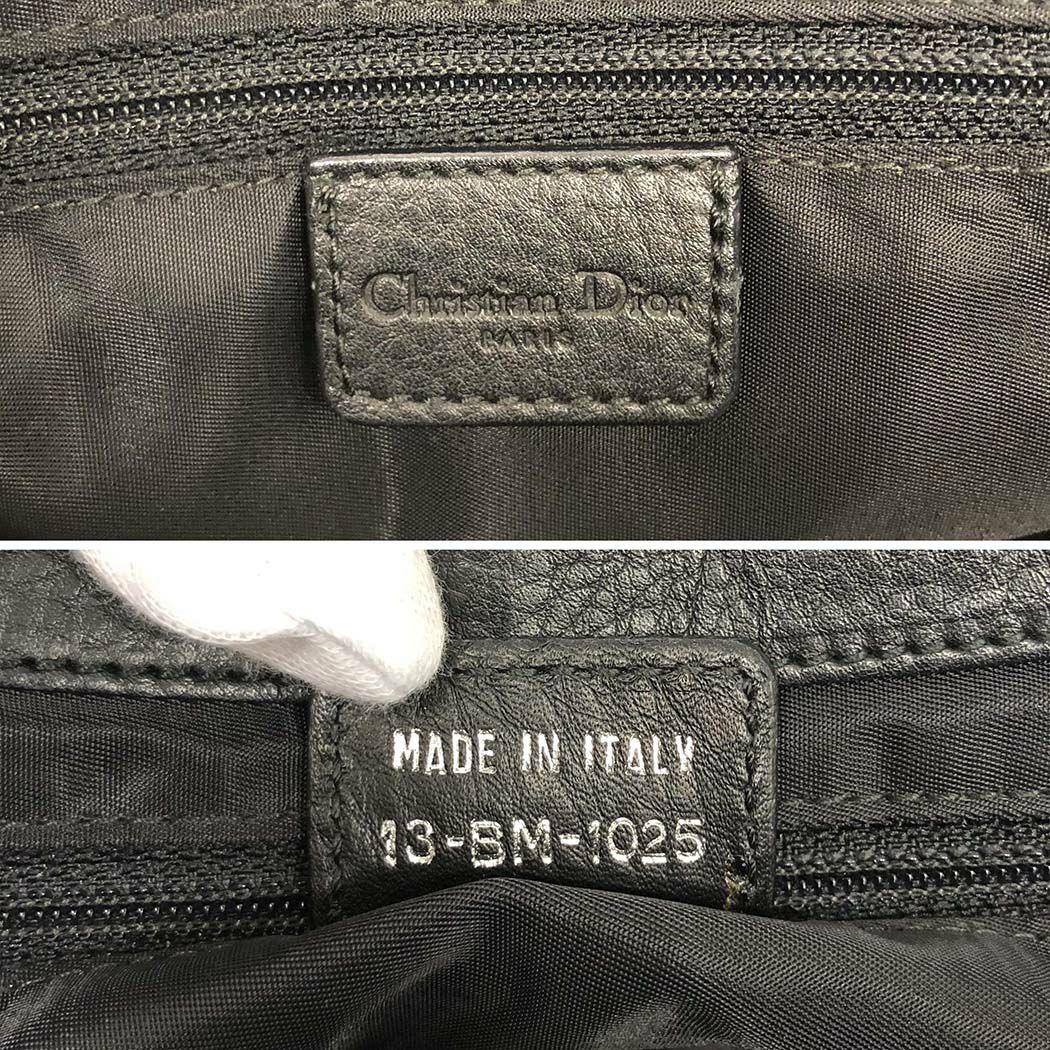 Christian Dior
PARIS
MADE IN ITALY
13-BM-1025